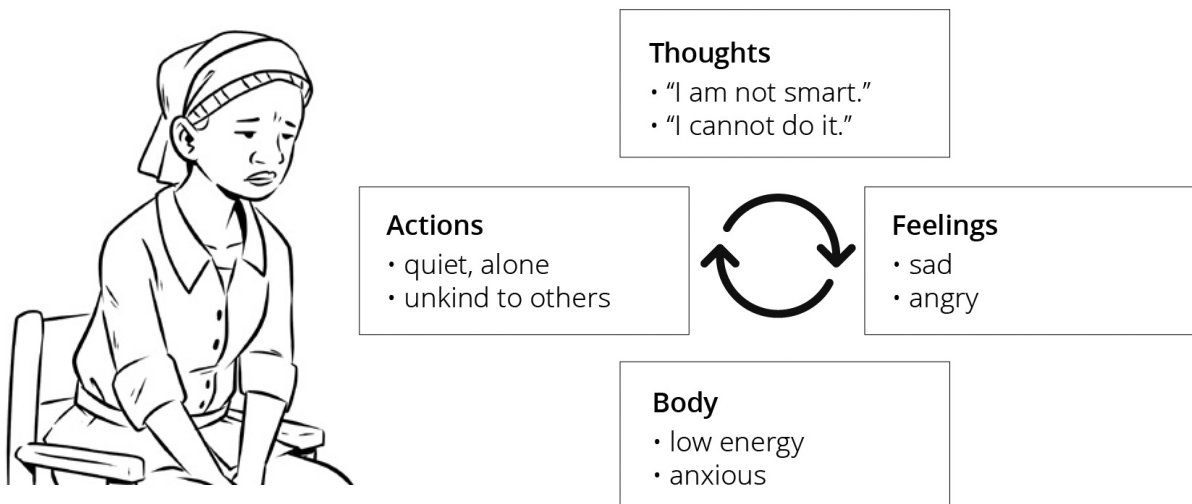 Thoughts
• “I am not smart.”
• “I cannot do it.”
Actions
• quiet, alone
• unkind to others
Feelings
• sad
• angry
Body
• low energy
• anxious